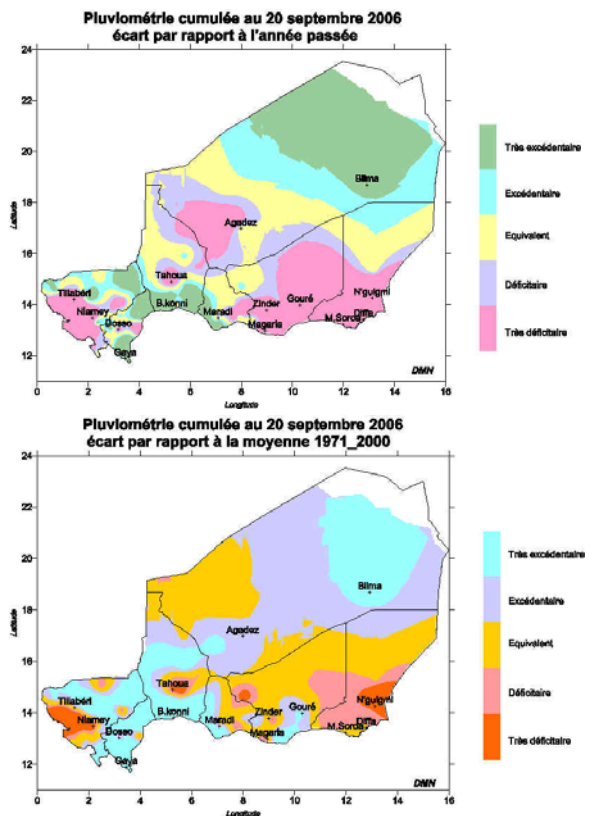 Pluviométrie cumulée au 20 septembre 2006
écart par rapport à l'année passée
24
22
20
18
16
14
12
Latitude
Bilma
Agadez
Tahoua
Tillabéri
Niamey
Dosso
Gaya
B.konni
Maradi
Zinder
Magaria
Gouré
N'guigmi
Diffa
M.Soroa
DMN
0 2 4 6 8 10 12 14 16
Longitude
Très excédentaire
Excédentaire
Equivalent
Déficitaire
Très déficitaire
Pluviométrie cumulée au 20 septembre 2006
écart par rapport à la moyenne 1971_2000
24
22
20
18
16
14
12
Latitude
Bilma
Agadez
Tahoua
Tillabéri
Niamey
Dosso
Gaya
B.konni
Maradi
Zinder
Magaria
Gouré
N'guigmi
Diffa
M.Soroa
DMN
0 2 4 6 8 10 12 14 16
Longitude
Très excédentaire
Excédentaire
Equivalent
Déficitaire
Très déficitaire